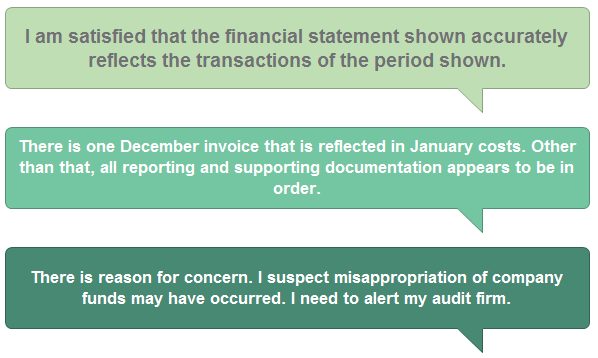 I am satisfied that the financial statement shown accurately
reflects the transactions of the period shown.
There is one December invoice that is reflected in January costs. Other
than that, all reporting and supporting documentation appears to be in
order.
There is reason for concern. I suspect misappropriation of company
funds may have occurred. I need to alert my audit firm.